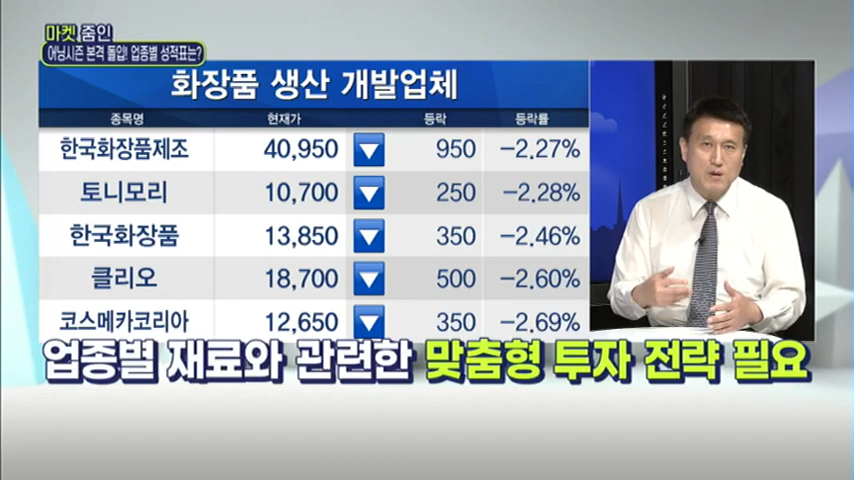 마켓 줌인
어닝시즌 본격 돌입! 업종별 성적표는?
화장품 생산 개발업체
종목명 현재가 등락 등락률
한국화장품제조 40,950 ▼ 950 -2.27%
토니모리 10,700 ▼ 250 -2.28%
한국화장품 13,850 ▼ 350 -2.46%
클리오 18,700 ▼ 500 -2.60%
코스메카코리아 12,650 ▼ 350 -2.69%
업종별 재료와 관련한 맞춤형 투자 전략 필요